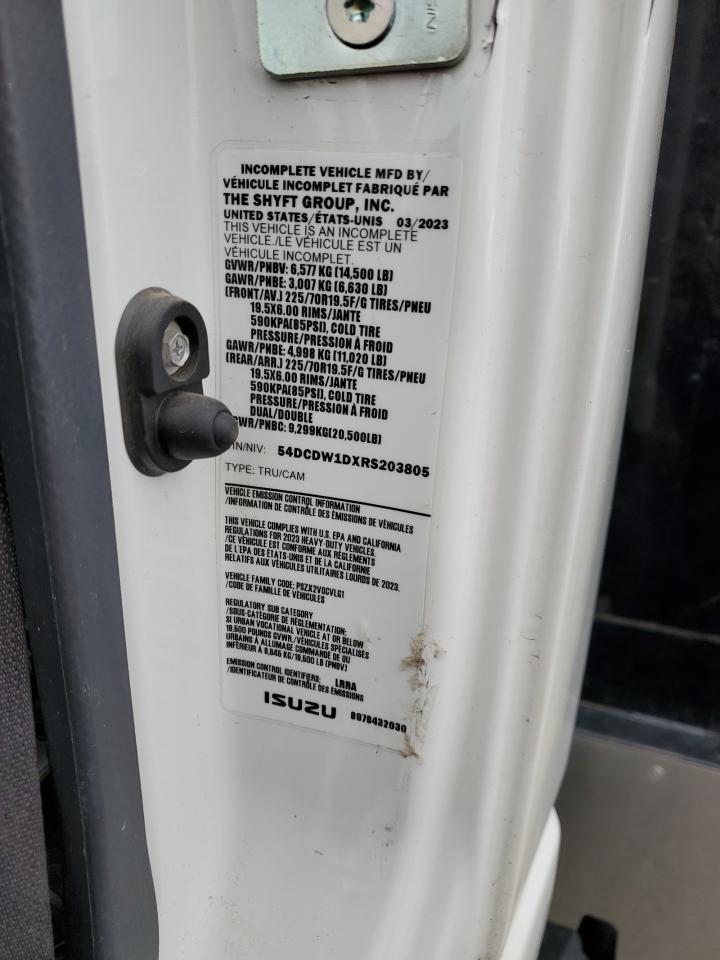 INCOMPLETE VEHICLE MFD BY/
VÉHICULE INCOMPLET FABRIQUÉ PAR
THE SHYFT GROUP, INC.
UNITED STATES/ÉTATS-UNIS 03/2023
THIS VEHICLE IS AN INCOMPLETE
VEHICLE./LE VÉHICULE EST UN
VÉHICULE INCOMPLET.
GVWR/PNBV: 6,577 KG (14,500 LB)
GAWR/PNBE: 3,007 KG (6,630 LB)
(FRONT/AV.) 225/70R19.5F/G TIRES/PNEU
19.5X6.00 RIMS/JANTE
590KPA(85PSI), COLD TIRE
PRESSURE/PRESSION À FROID
GAWR/PNBE: 4,998 KG (11,020 LB)
(REAR/ARR.) 225/70R19.5F/G TIRES/PNEU
19.5X6.00 RIMS/JANTE
590KPA(85PSI), COLD TIRE
PRESSURE/PRESSION À FROID
DUAL/DOUBLE
CWR/PNBC: 9,299KG(20,500LB)
IN/NIV: 54DCDW1DXRS203805
TYPE: TRU/CAM
VEHICLE EMISSION CONTROL INFORMATION
/INFORMATION DE CONTRÔLE DES ÉMISSIONS DE VÉHICULES
THIS VEHICLE COMPLIES WITH U.S. EPA AND CALIFORNIA
REGULATIONS FOR 2023 HEAVY-DUTY VEHICLES.
/CE VÉHICULE EST CONFORME AUX RÈGLEMENTS
DE L'EPA DES ÉTATS-UNIS ET DE LA CALIFORNIE
RELATIFS AUX VÉHICULES UTILITAIRES LOURDS DE 2023.
VEHICLE FAMILY CODE: PSZX2VOCVLG1
/CODE DE FAMILLE DE VÉHICULES
REGULATORY SUB CATEGORY
/SOUS-CATÉGORIE DE RÉGLEMENTATION:
SI URBAN VOCATIONAL VEHICLE AT OR BELOW
19,500 POUNDS GVWR/VÉHICULES SPÉCIALISÉS
URBAINS À ALLUMAGE COMMANDÉ DE OU
INFÉRIEUR À 8,845 KG/19,500 LB (PNBV)
EMISSION CONTROL IDENTIFIERS: LRRA
/IDENTIFICATEUR DE CONTRÔLE DES ÉMISSIONS
ISUZU 8978432030